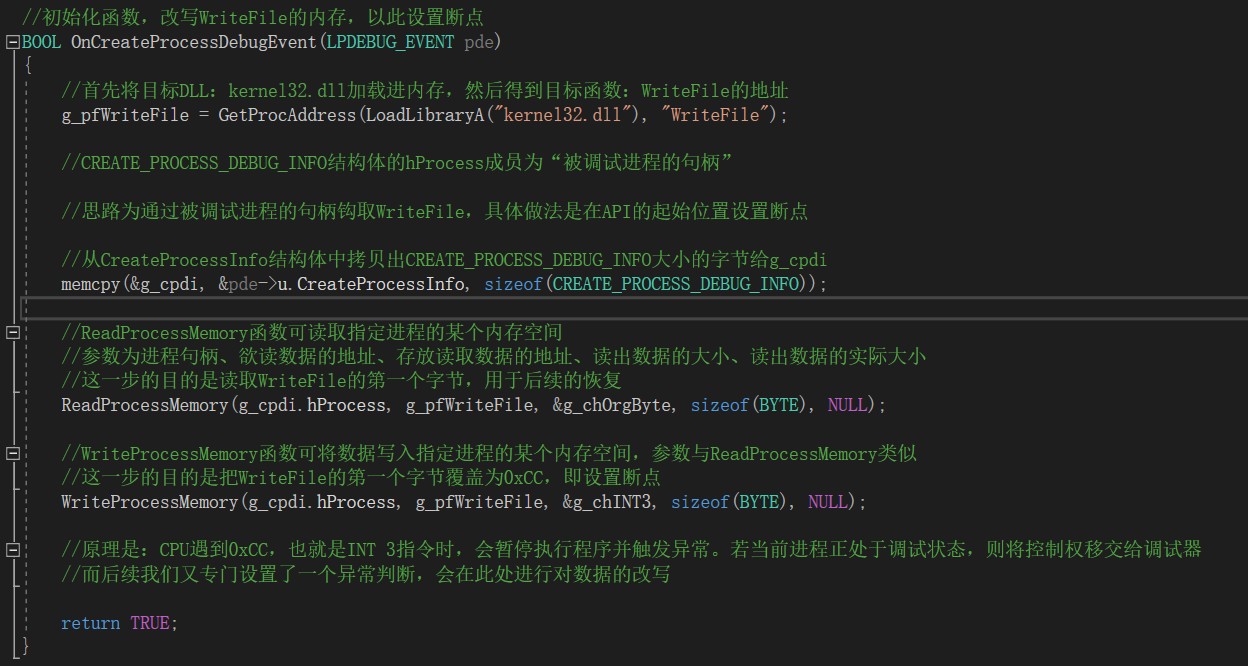 //初始化函数，改写WriteFile的内存，以此设置断点
BOOL OnCreateProcessDebugEvent(LPDEBUG_EVENT pde)
{
//首先将目标DLL：kernel32.dll加载进内存，然后得到目标函数：WriteFile的地址
g_pfWriteFile = GetProcAddress(LoadLibraryA("kernel32.dll"), "WriteFile");
//CREATE_PROCESS_DEBUG_INFO结构体的hProcess成员为“被调试进程的句柄”
//思路为通过被调试进程的句柄钩取WriteFile，具体做法是在API的起始位置设置断点
//从CreateProcessInfo结构体中拷贝出CREATE_PROCESS_DEBUG_INFO大小的字节给g_cpdi
memcpy(&g_cpdi, &pde->u.CreateProcessInfo, sizeof(CREATE_PROCESS_DEBUG_INFO));
//ReadProcessMemory函数可读取指定进程的某个内存空间
//参数为进程句柄、欲读数据的地址、存放读取数据的地址、读出数据的大小、读出数据的实际大小
//这一步的目的是读取WriteFile的第一个字节，用于后续的恢复
ReadProcessMemory(g_cpdi.hProcess, g_pfWriteFile, &g_chOrgByte, sizeof(BYTE), NULL);
//WriteProcessMemory函数可将数据写入指定进程的某个内存空间，参数与ReadProcessMemory类似
//这一步的目的是把WriteFile的第一个字节覆盖为0xCC，即设置断点
WriteProcessMemory(g_cpdi.hProcess, g_pfWriteFile, &g_chINT3, sizeof(BYTE), NULL);
//原理是：CPU遇到0xCC，也就是INT 3指令时，会暂停执行程序并触发异常。若当前进程正处于调试状态，则将控制权移交给调试器
//而后续我们又专门设置了一个异常判断，会在此处进行对数据的改写
return TRUE;
}